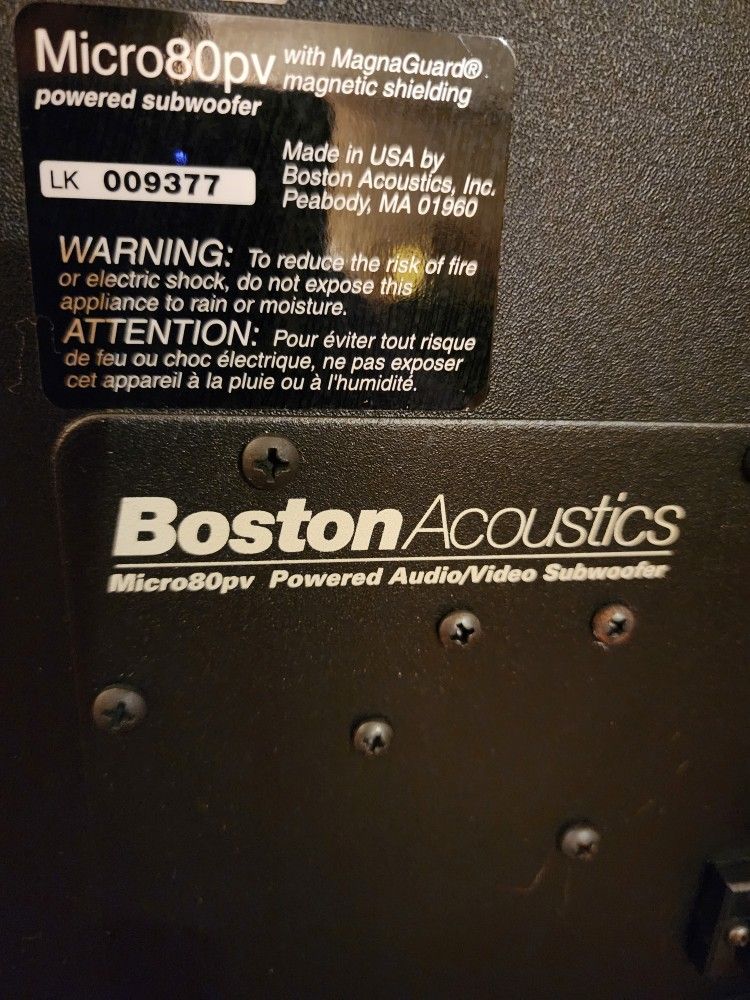 Micro80pv with MagnaGuard®
magnetic shielding
powered subwoofer
Made in USA by
Boston Acoustics, Inc.
Peabody, MA 01960
LK 009377
WARNING: To reduce the risk of fire
or electric shock, do not expose this
appliance to rain or moisture.
ATTENTION: Pour éviter tout risque
de feu ou choc électrique, ne pas exposer
cet appareil à la pluie ou à l'humidité.
BostonAcoustics
Micro80pv Powered Audio/Video Subwoofer